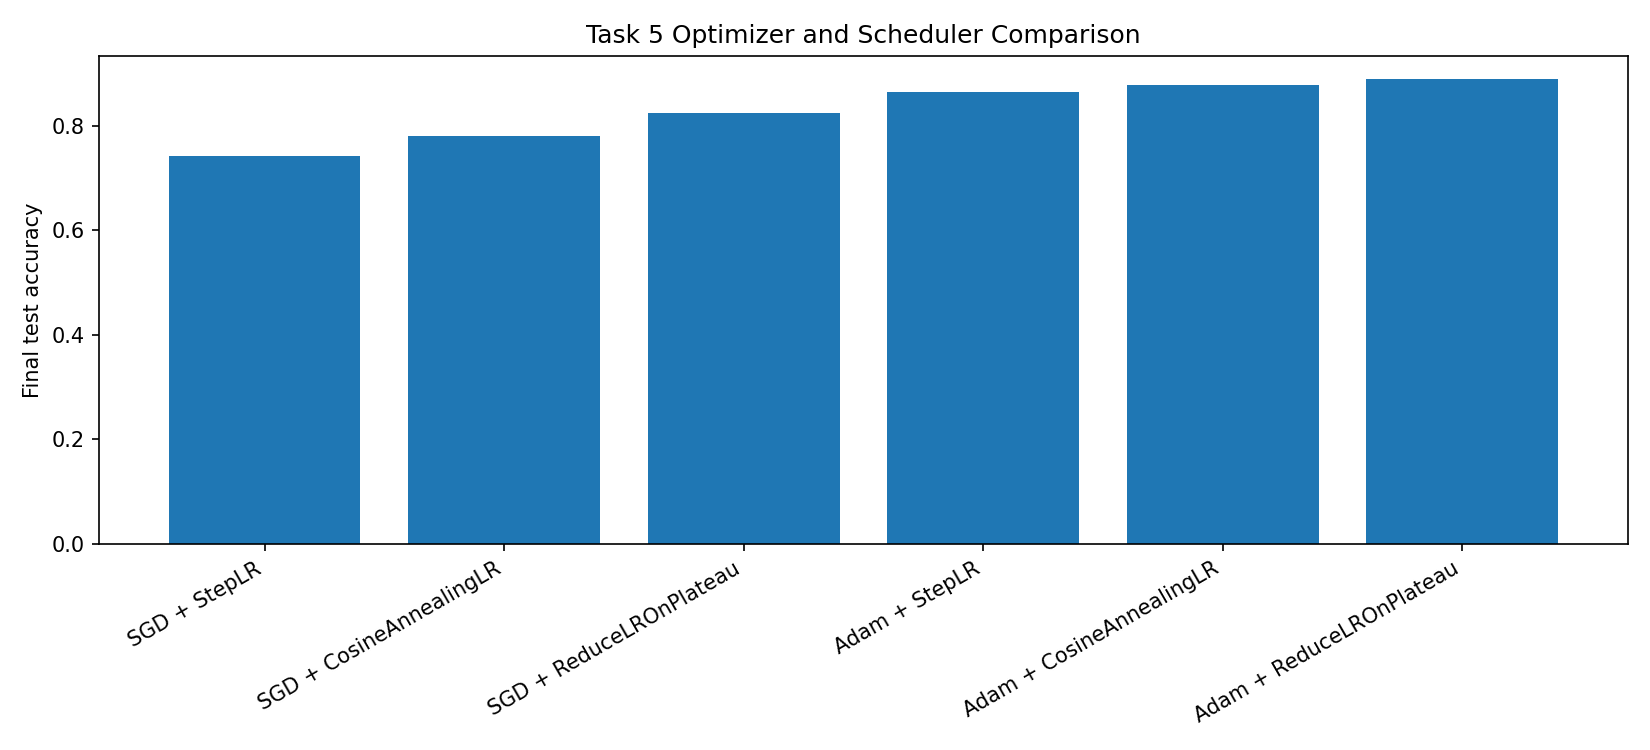 Task 5 Optimizer and Scheduler Comparison
Final test accuracy
0.8
0.6
0.4
0.2
0.0
SGD + StepLR
SGD + CosineAnnealingLR
SGD + ReduceLROnPlateau
Adam + StepLR
Adam + CosineAnnealingLR
Adam + ReduceLROnPlateau